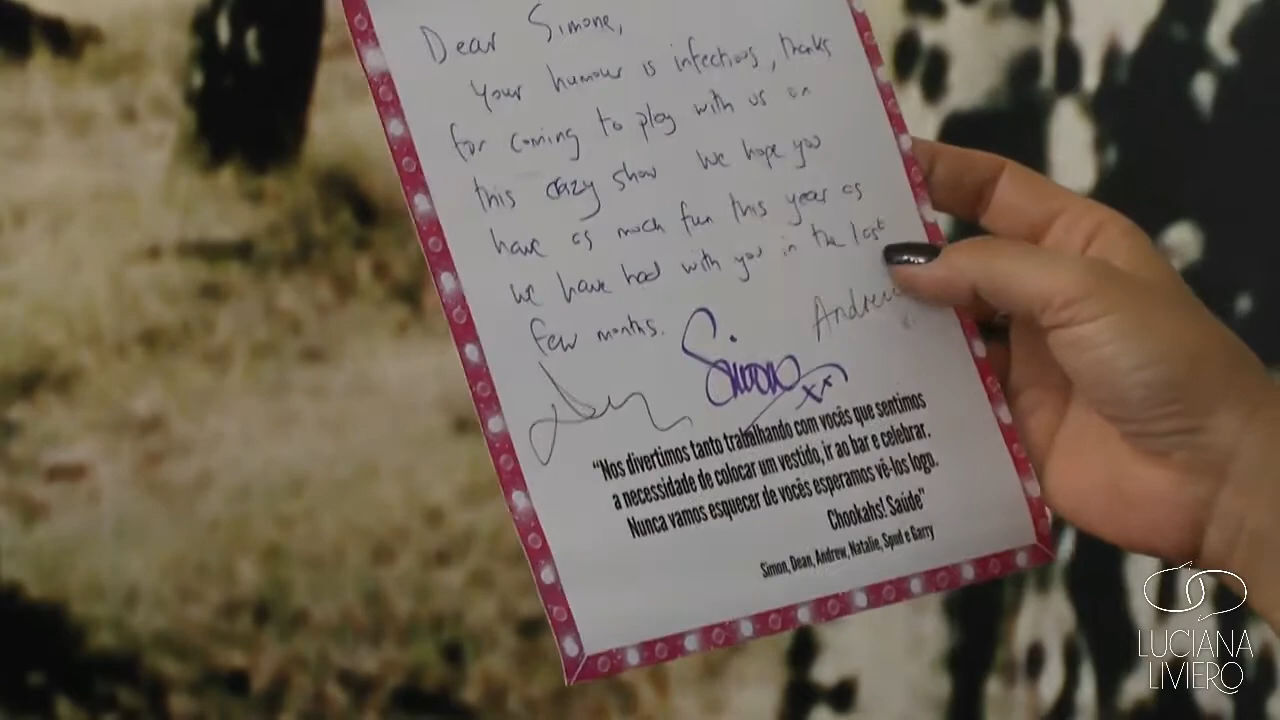 Dear Simone,
Your humour is infectious, thanks
for coming to play with us on
this crazy show We hope you
have as much fun this year as
we have had with you in the last
few months.
Andrew
Simon xx
“Nos divertimos tanto trabalhando com vocês que sentimos
a necessidade de colocar um vestido, ir ao bar e celebrar.
Nunca vamos esquecer de vocês esperamos vê-los logo.
Chookahs! Saúde”
Simon, Dean, Andrew, Natalie, Spud e Garry
LUCIANA
LIVIERO